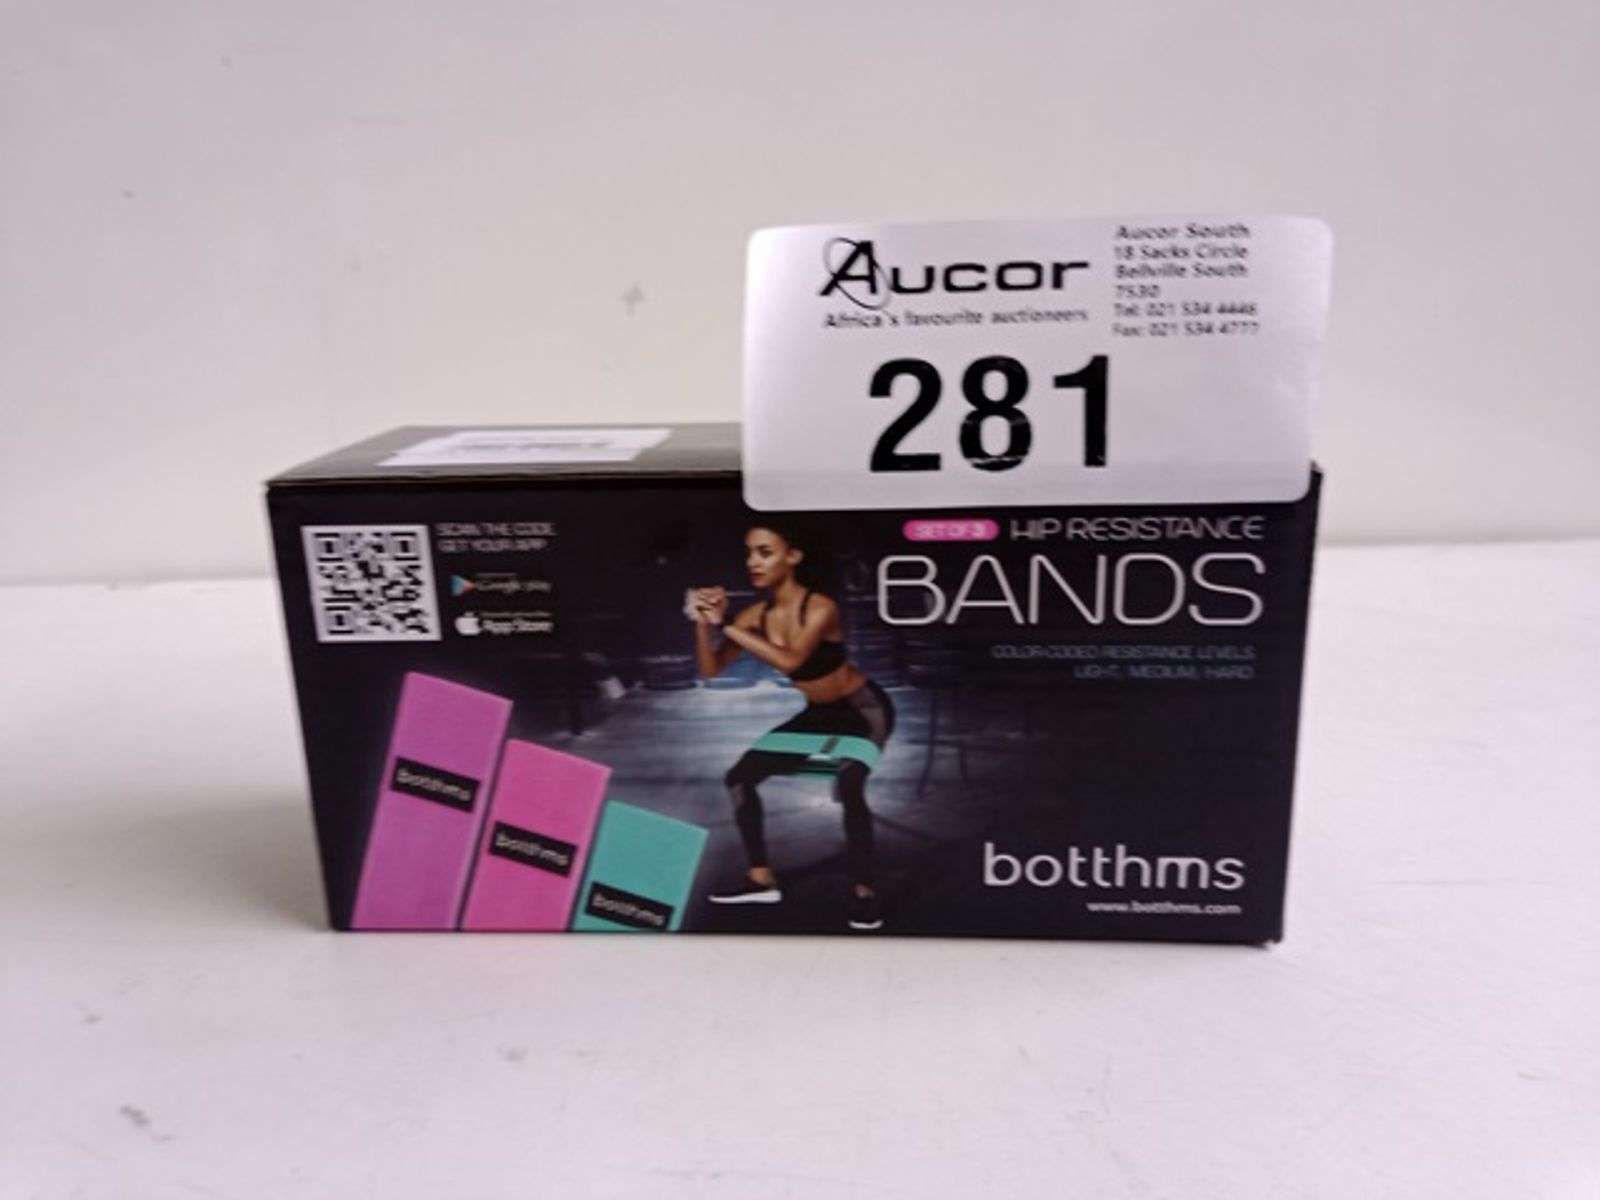 Aucor
Africa's favourite auctioneers
Aucor South
18 Sacks Circle
Bellville South
7530
Tel: 021 534 4446
Fax: 021 534 4777
281
SCAN THE CODE
GET YOUR APP
Google play
App Store
SET OF 3 HIP RESISTANCE
BANDS
COLOR-CODED RESISTANCE LEVELS
LIGHT, MEDIUM, HARD
botthms
botthms
botthms
botthms
www.botthms.com